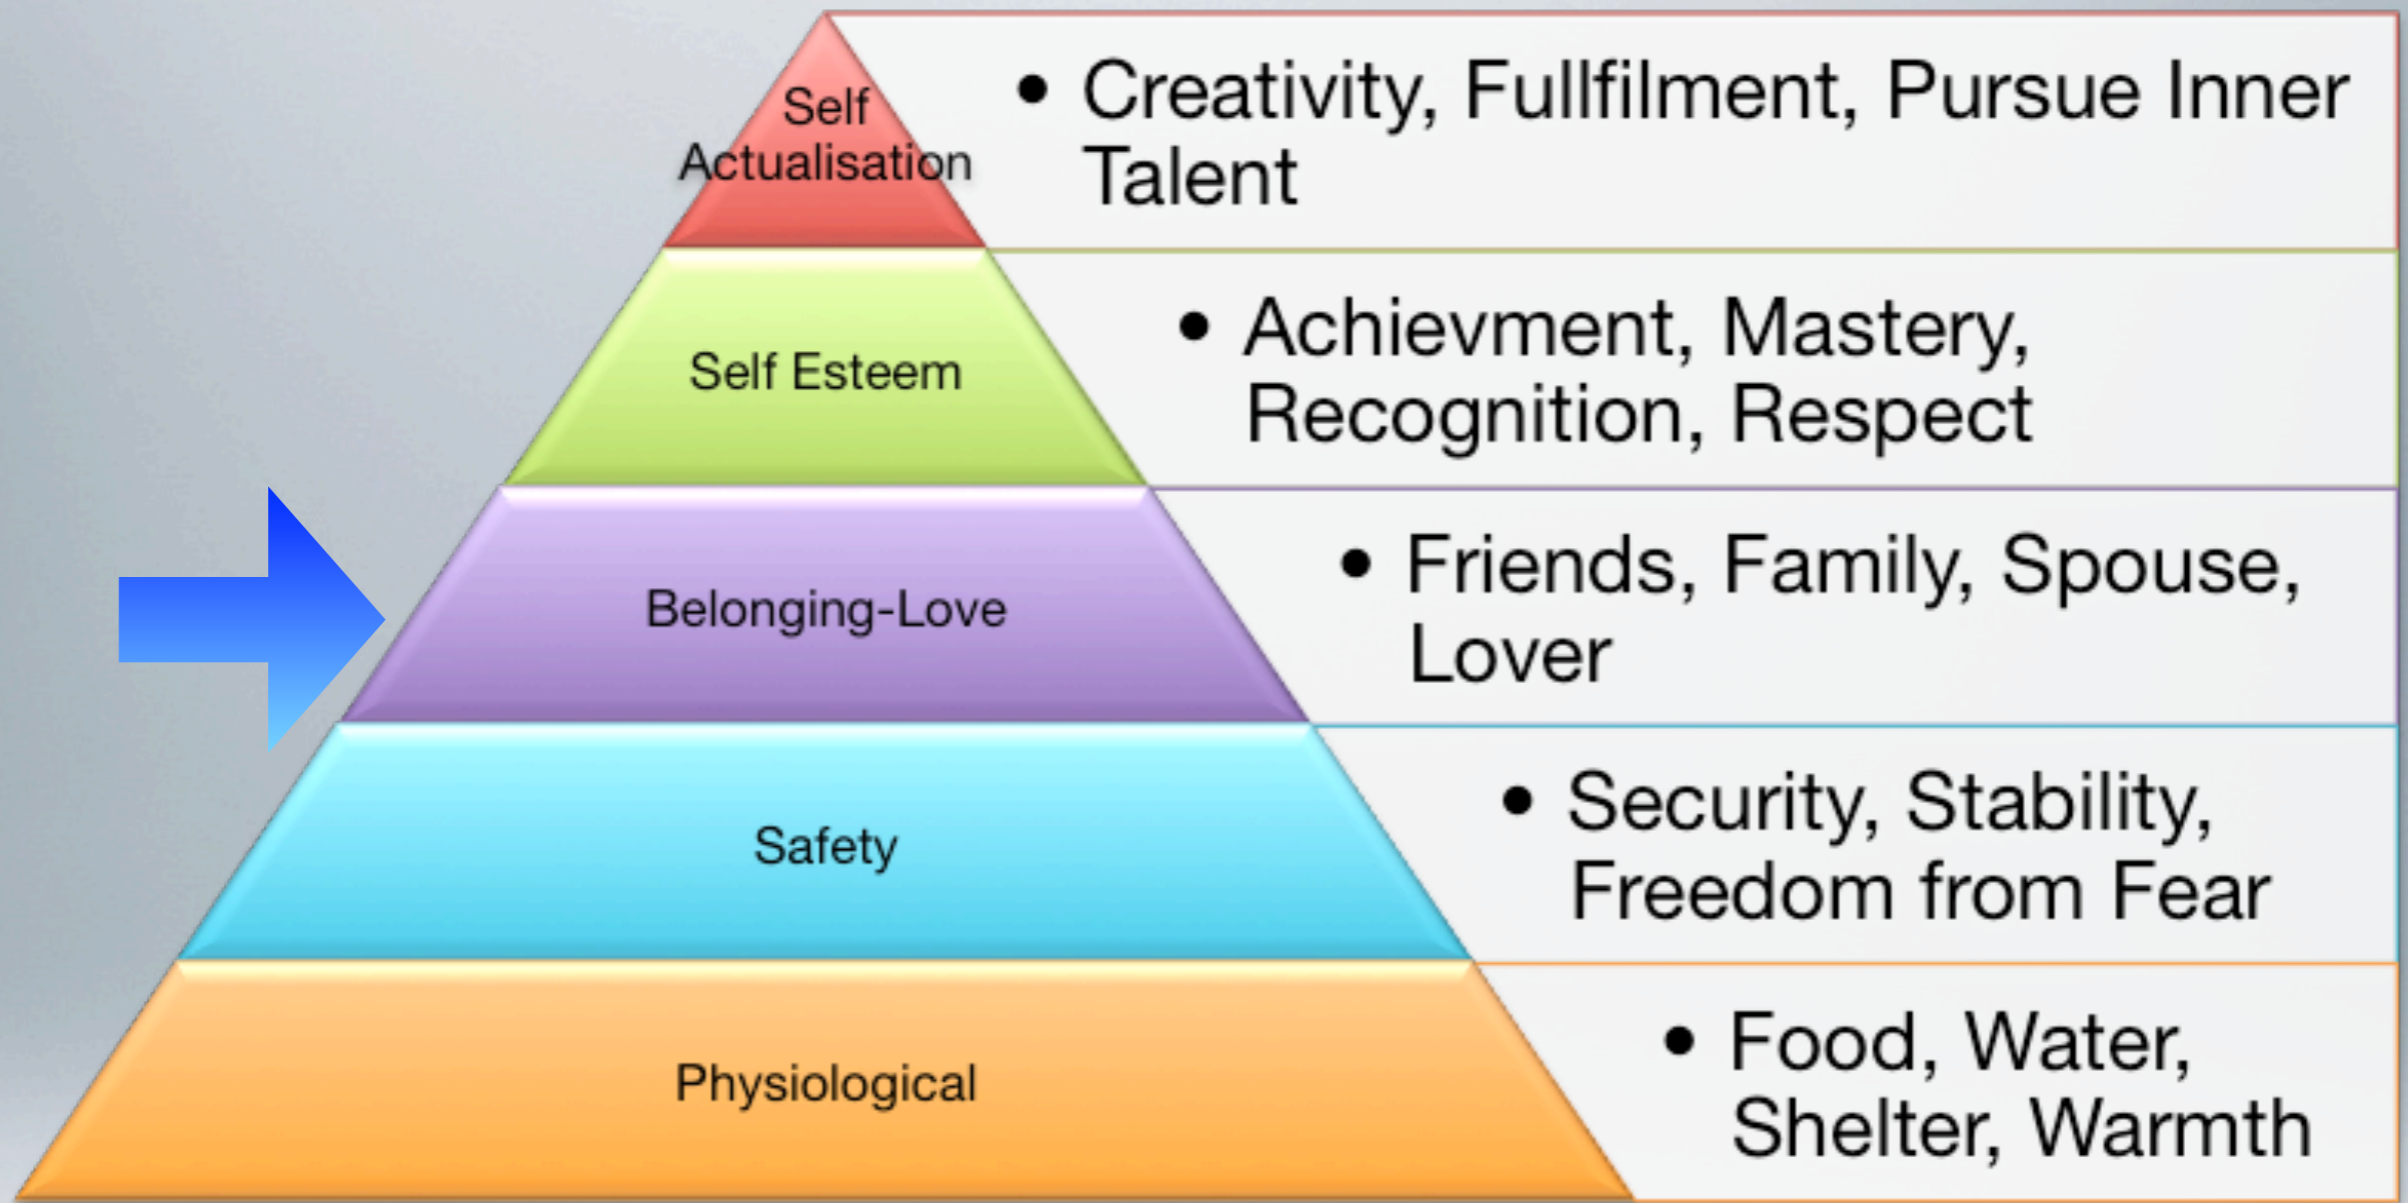 Self
Actualisation
• Creativity, Fullfilment, Pursue Inner
Talent
Self Esteem
• Achievment, Mastery,
Recognition, Respect
Belonging-Love
• Friends, Family, Spouse,
Lover
Safety
• Security, Stability,
Freedom from Fear
Physiological
• Food, Water,
Shelter, Warmth